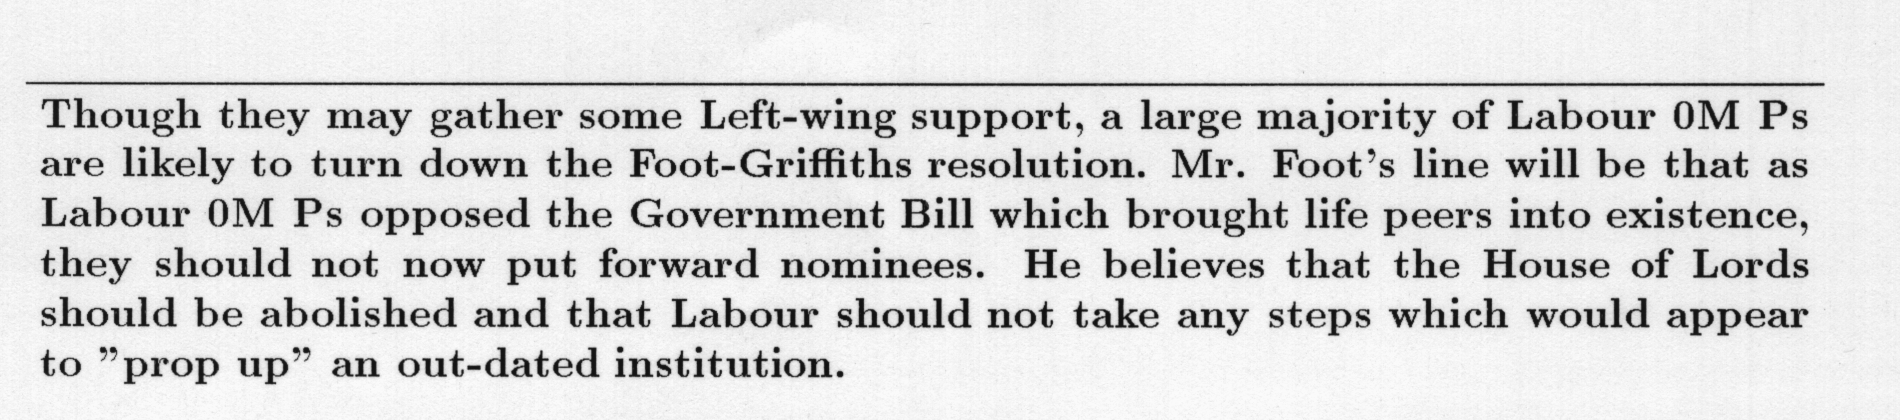 Though they may gather some Left-wing support, a large majority of Labour 0M Ps
are likely to turn down the Foot-Griffiths resolution. Mr. Foot's line will be that as
Labour 0M Ps opposed the Government Bill which brought life peers into existence,
they should not now put forward nominees. He believes that the House of Lords
should be abolished and that Labour should not take any steps which would appear
to ”prop up” an out-dated institution.